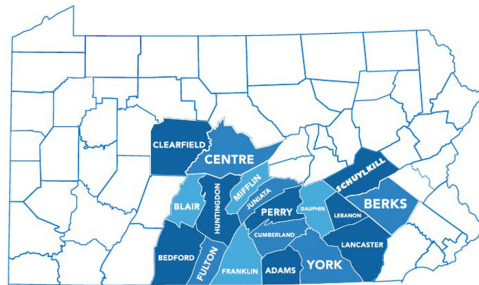 CLEARFIELD
CENTRE
SCHUYLKILL
MIFFLIN
JUNIATA
BLAIR
HUNTINGDON
PERRY
DAUPHIN
LEBANON
BERKS
CUMBERLAND
LANCASTER
BEDFORD
FULTON
FRANKLIN
ADAMS
YORK